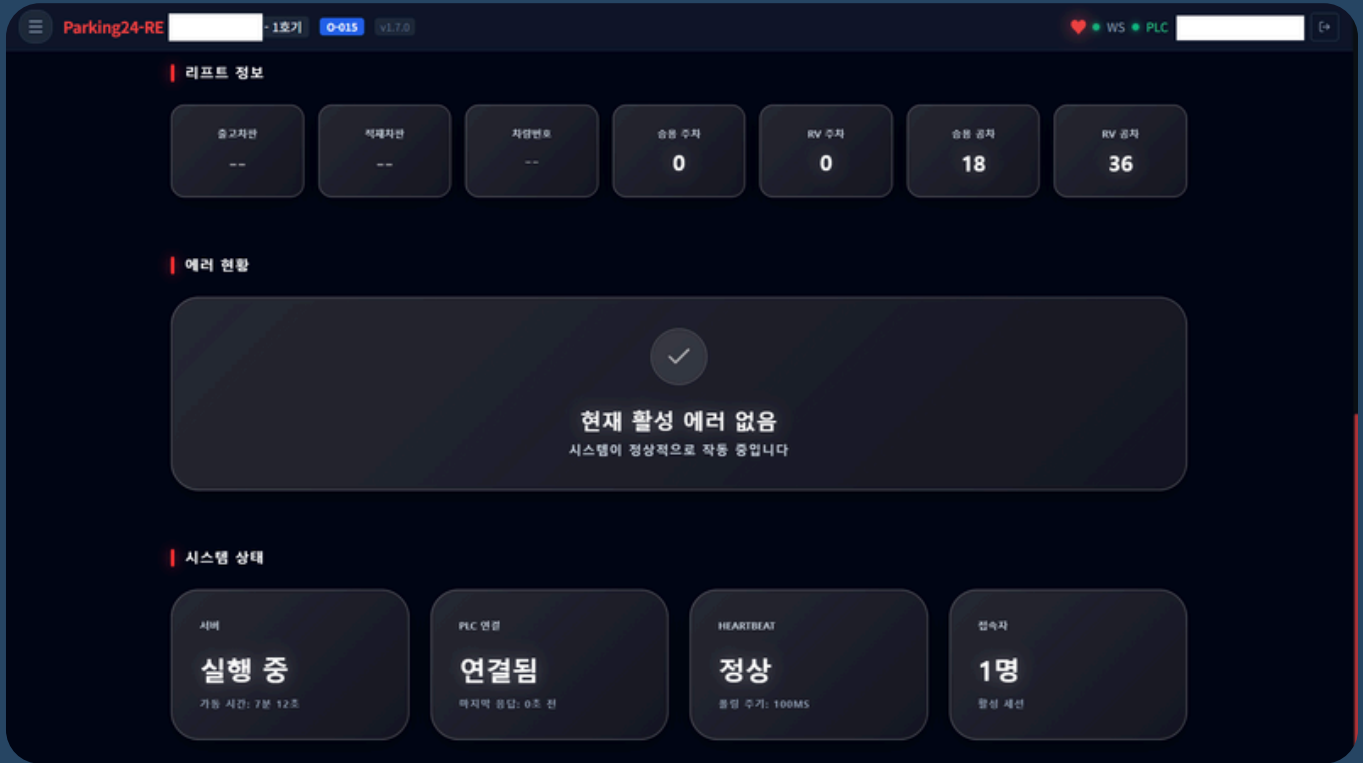 Parking24-RE - 1호기 O-015 v1.7.0 WS PLC
리프트 정보
출고차판 적재차판 차량번호 승용 주차 RV 주차 승용 공차 RV 공차
-- -- -- 0 0 18 36
에러 현황
현재 활성 에러 없음
시스템이 정상적으로 작동 중입니다
시스템 상태
서버 PLC 연결 HEARTBEAT 접속자
실행 중 연결됨 정상 1명
가동 시간: 7분 12초 마지막 응답: 0초 전 폴링 주기: 100MS 활성 세션